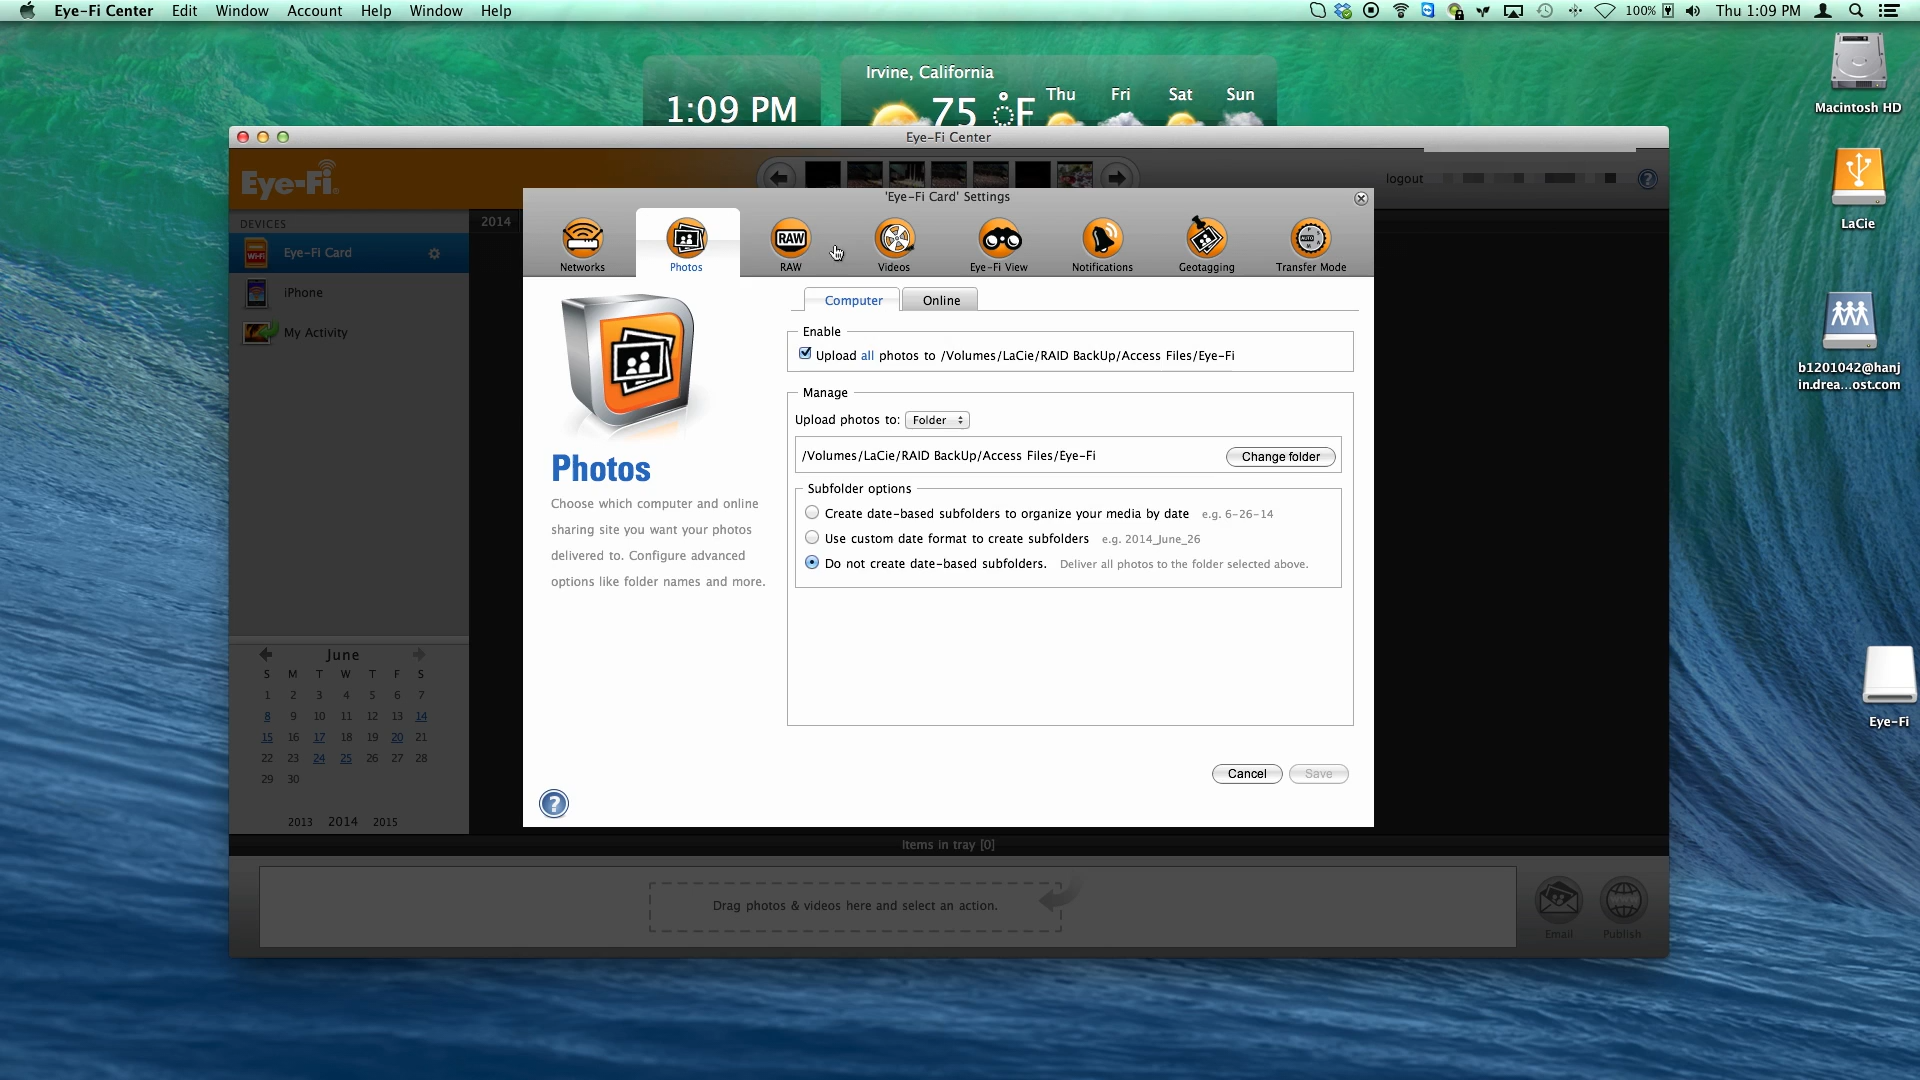 Eye-Fi Center Edit Window Account Help Window Help
100% Thu 1:09 PM
Irvine, California
1:09 PM
75 °F
Thu Fri Sat Sun
Macintosh HD
LaCie
b1201042@hanj
in.drea...ost.com
Eye-Fi
Eye-Fi Center
Eye-Fi
logout
?
DEVICES
2014
WI-FI
Eye-Fi Card
iPhone
My Activity
'Eye-Fi Card' Settings
RAW
AUTO
Networks
Photos
RAW
Videos
Eye-Fi View
Notifications
Geotagging
Transfer Mode
Computer
Online
Enable
Upload all photos to /Volumes/LaCie/RAID BackUp/Access Files/Eye-Fi
Manage
Upload photos to: Folder
/Volumes/LaCie/RAID BackUp/Access Files/Eye-Fi
Change folder
Subfolder options
Create date-based subfolders to organize your media by date e.g. 6-26-14
Use custom date format to create subfolders e.g. 2014_June_26
Do not create date-based subfolders. Deliver all photos to the folder selected above.
Photos
Choose which computer and online
sharing site you want your photos
delivered to. Configure advanced
options like folder names and more.
Cancel
Save
?
June
S M T W T F S
1 2 3 4 5 6 7
8 9 10 11 12 13 14
15 16 17 18 19 20 21
22 23 24 25 26 27 28
29 30
2013 2014 2015
Items in tray [0]
Drag photos & videos here and select an action.
Email
Publish